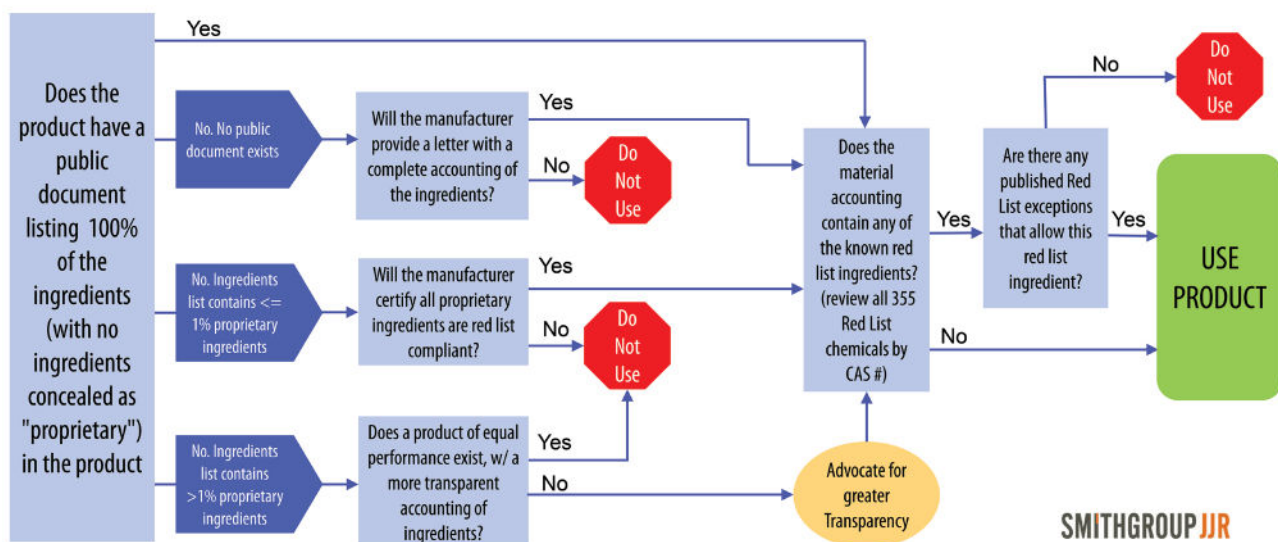 Does the
product have a
public
document
listing 100%
of the
ingredients
(with no
ingredients
concealed as
"proprietary")
in the product
Yes
No. No public
document exists
Will the manufacturer
provide a letter with a
complete accounting of
the ingredients?
Yes
No
Do
Not
Use
No. Ingredients
list contains <=
1% proprietary
ingredients
Will the manufacturer
certify all proprietary
ingredients are red list
compliant?
Yes
No
Do
Not
Use
No. Ingredients
list contains
>1% proprietary
ingredients
Does a product of equal
performance exist, w/ a
more transparent
accounting of
ingredients?
Yes
No
Advocate for
greater
Transparency
Does the
material
accounting
contain any of
the known red
list ingredients?
(review all 355
Red List
chemicals by
CAS #)
Yes
No
Are there any
published Red
List exceptions
that allow this
red list
ingredient?
No
Yes
Do
Not
Use
USE
PRODUCT
SMITHGROUPJJR